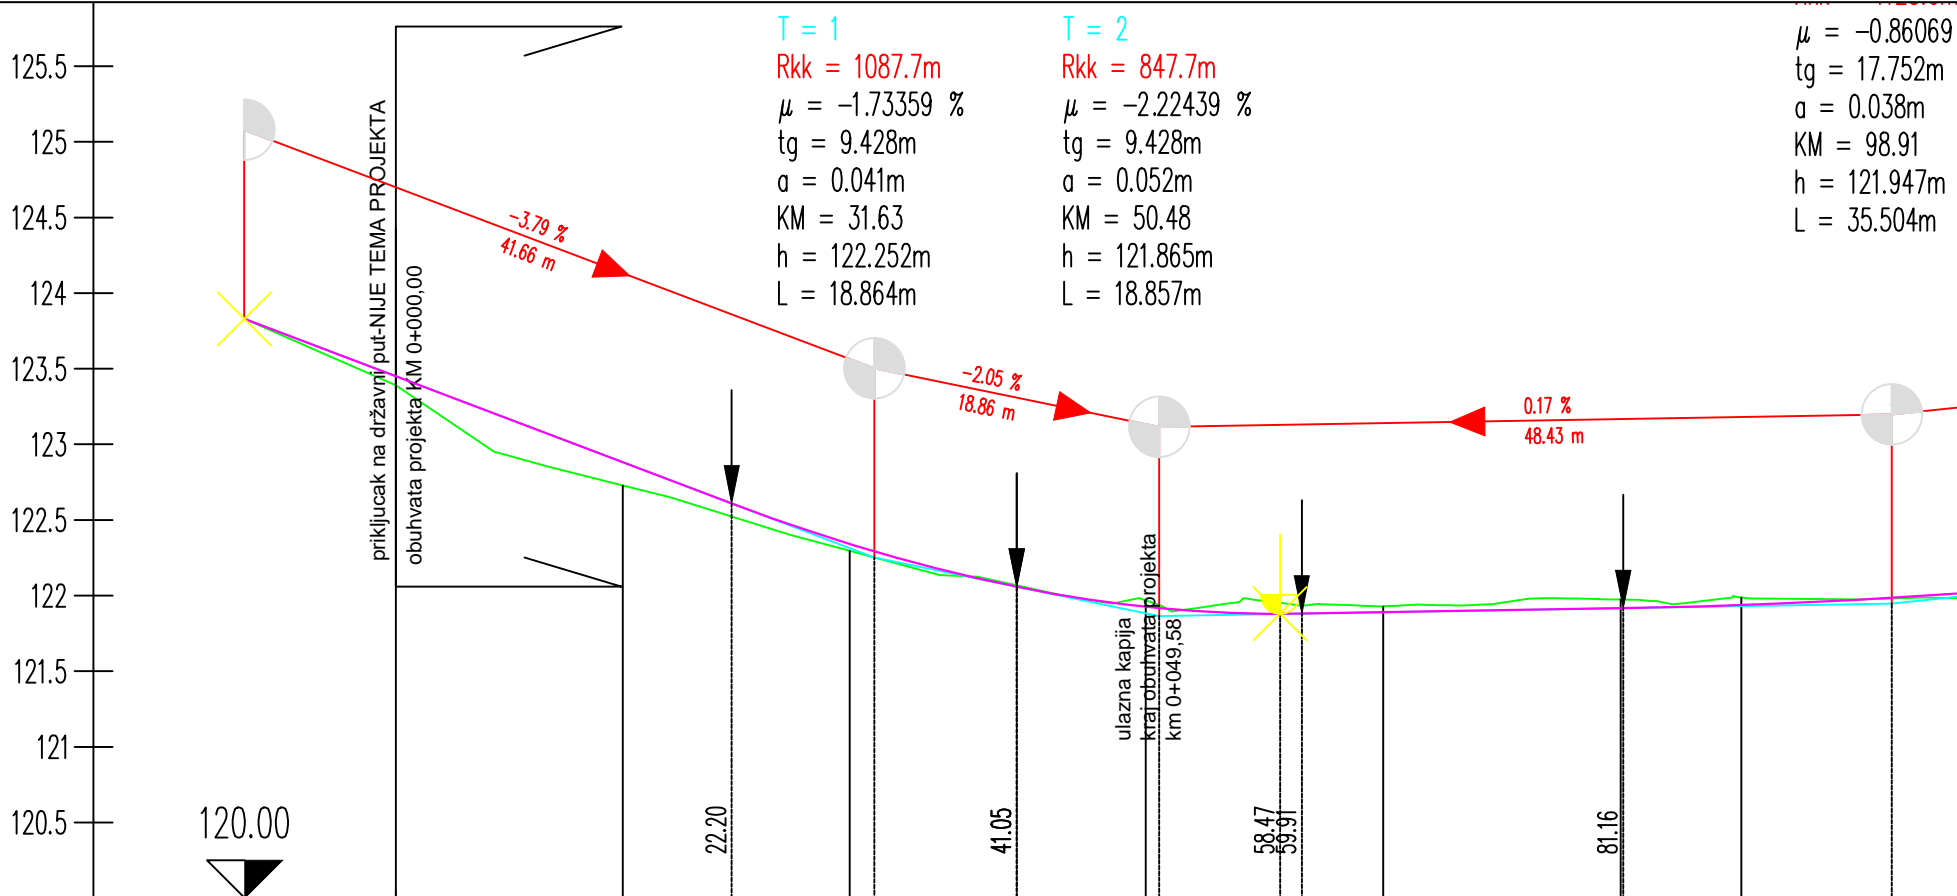 125.5
125
124.5
124
123.5
123
122.5
122
121.5
121
120.5
120.00
prikljucak na državni put-NIJE TEMA PROJEKTA
obuhvata projekta KM 0+000,00
-3.79 %
41.66 m
T = 1
Rkk = 1087.7m
μ = -1.73359 %
tg = 9.428m
a = 0.041m
KM = 31.63
h = 122.252m
L = 18.864m
T = 2
Rkk = 847.7m
μ = -2.22439 %
tg = 9.428m
a = 0.052m
KM = 50.48
h = 121.865m
L = 18.857m
μ = -0.86069
tg = 17.752m
a = 0.038m
KM = 98.91
h = 121.947m
L = 35.504m
-2.05 %
18.86 m
0.17 %
48.43 m
ulazna kapija
kraj obuhvata projekta
km 0+049,58
22.20
41.05
58.47
59.91
81.16